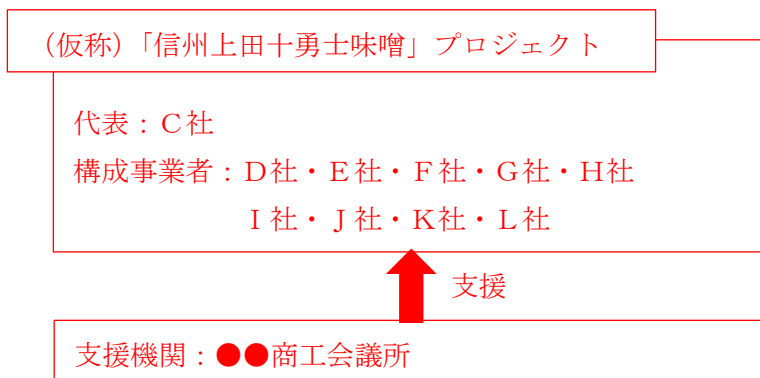 （仮称）「信州上田十勇士味噌」プロジェクト
代表：Ｃ社
構成事業者：Ｄ社・Ｅ社・Ｆ社・Ｇ社・Ｈ社
Ｉ社・Ｊ社・Ｋ社・Ｌ社
支援
支援機関：●●商工会議所